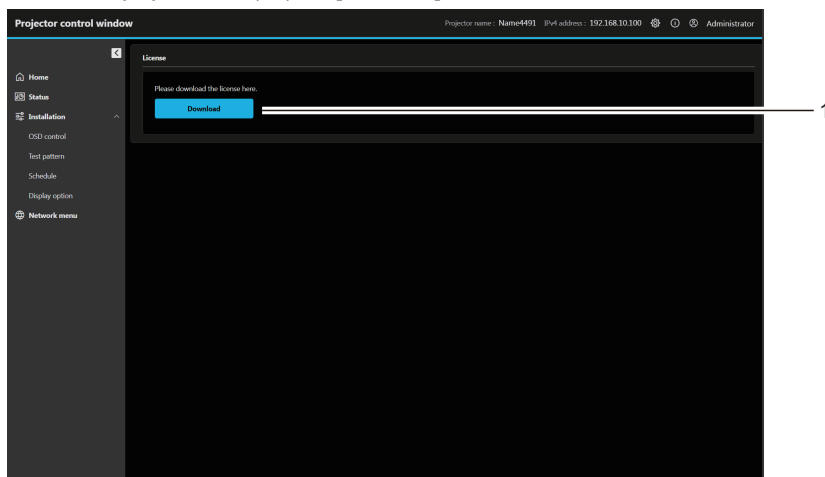 Projector control window
Projector name : Name4491 IPv4 address : 192.168.10.100 Administrator
License
Home
Please download the license here.
Status
Download
1
Installation
OSD control
Test pattern
Schedule
Display option
Network menu